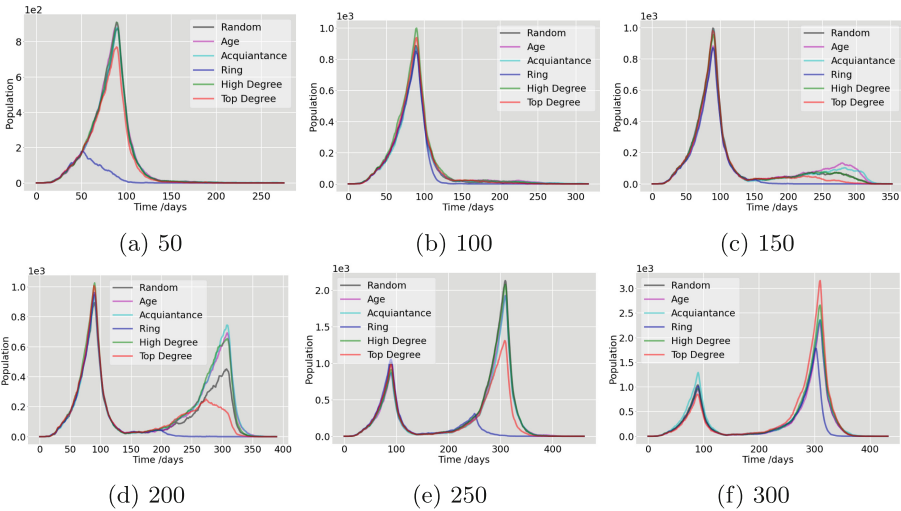 1e2
8
6
4
2
0
Population
0 50 100 150 200 250
Time /days
Random
Age
Acquiantance
Ring
High Degree
Top Degree
(a) 50
1e3
1.0
0.8
0.6
0.4
0.2
0.0
Population
0 50 100 150 200 250 300
Time /days
Random
Age
Acquiantance
Ring
High Degree
Top Degree
(b) 100
1e3
1.0
0.8
0.6
0.4
0.2
0.0
Population
0 50 100 150 200 250 300 350
Time /days
Random
Age
Acquiantance
Ring
High Degree
Top Degree
(c) 150
1e3
1.0
0.8
0.6
0.4
0.2
0.0
Population
0 50 100 150 200 250 300 350 400
Time /days
Random
Age
Acquiantance
Ring
High Degree
Top Degree
(d) 200
1e3
2.0
1.5
1.0
0.5
0.0
Population
0 100 200 300 400
Time /days
Random
Age
Acquiantance
Ring
High Degree
Top Degree
(e) 250
1e3
3.0
2.5
2.0
1.5
1.0
0.5
0.0
Population
0 100 200 300 400
Time /days
Random
Age
Acquiantance
Ring
High Degree
Top Degree
(f) 300